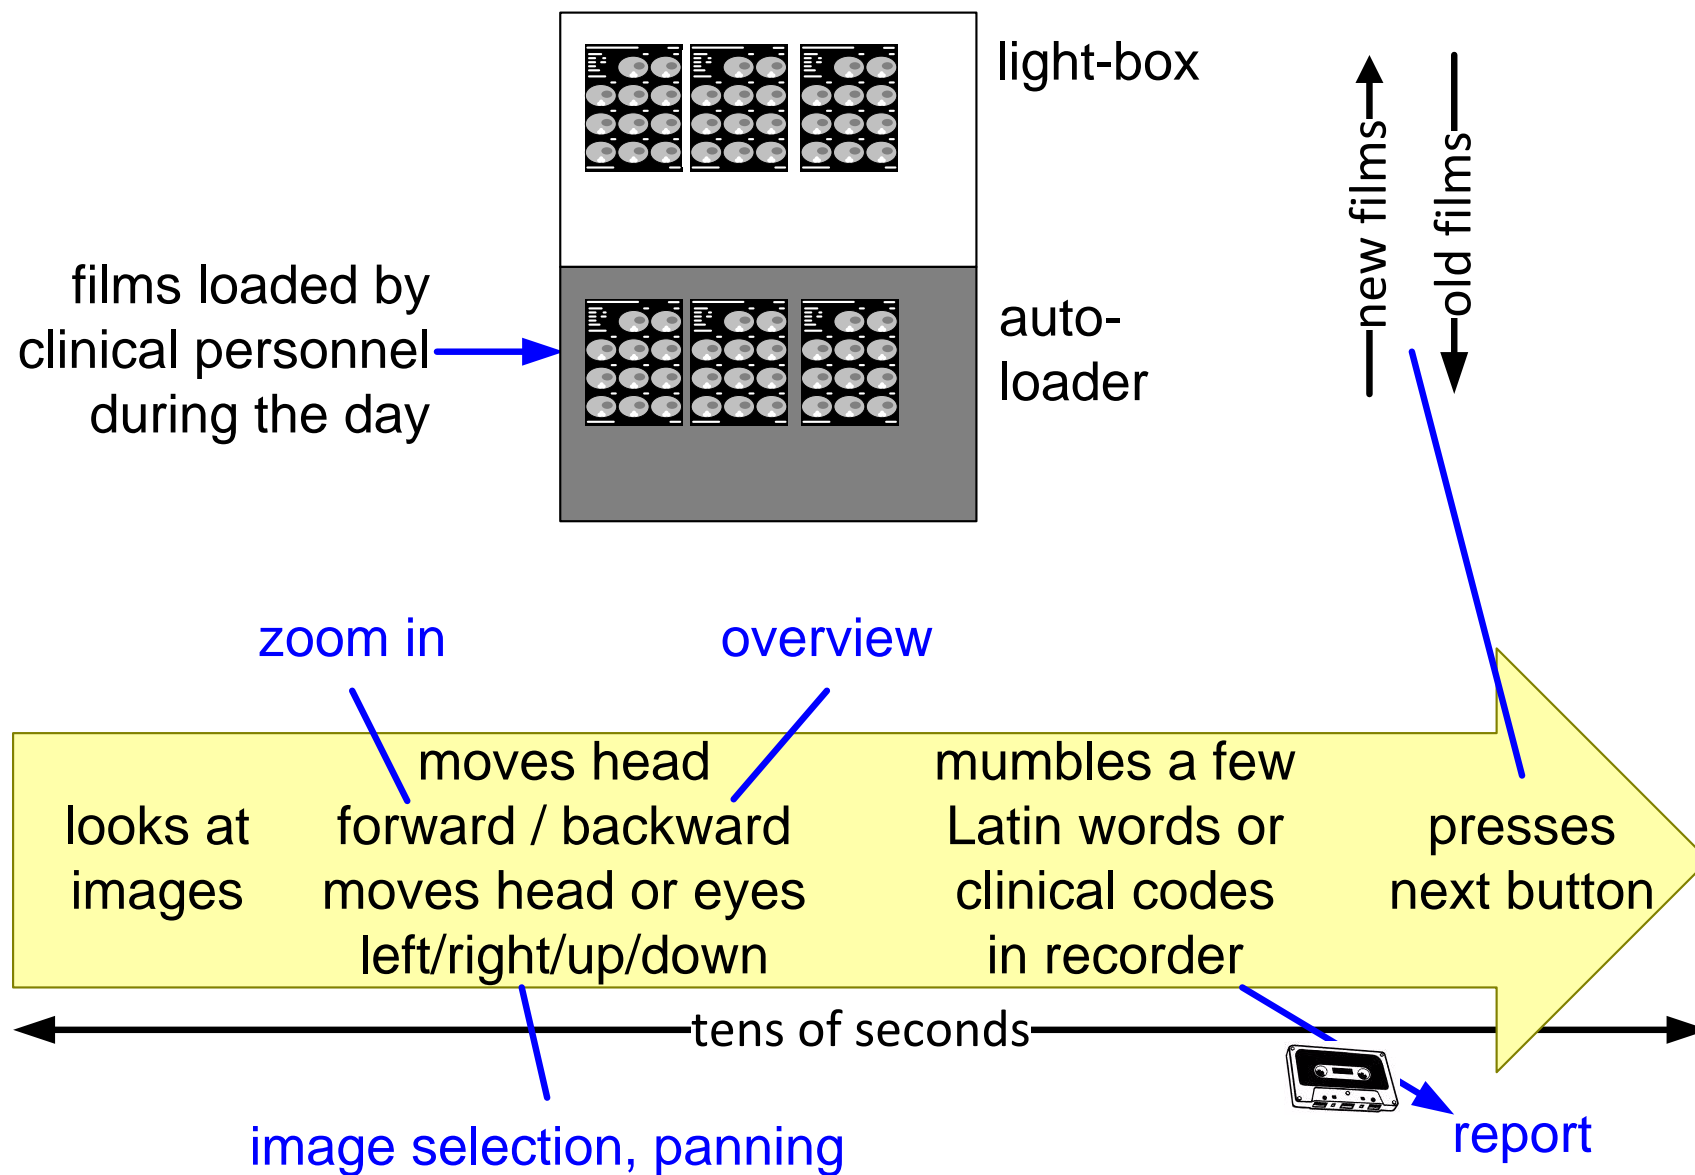 light-box
new films
old films
films loaded by
clinical personnel
during the day
auto-
loader
zoom in
overview
looks at
images
moves head
forward / backward
moves head or eyes
left/right/up/down
mumbles a few
Latin words or
clinical codes
in recorder
presses
next button
tens of seconds
image selection, panning
report